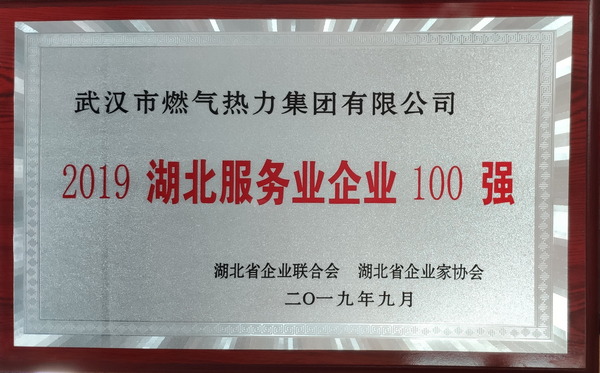 武汉市燃气热力集团有限公司
2019 湖北服务业企业 100 强
湖北省企业联合会 湖北省企业家协会
二〇一九年九月